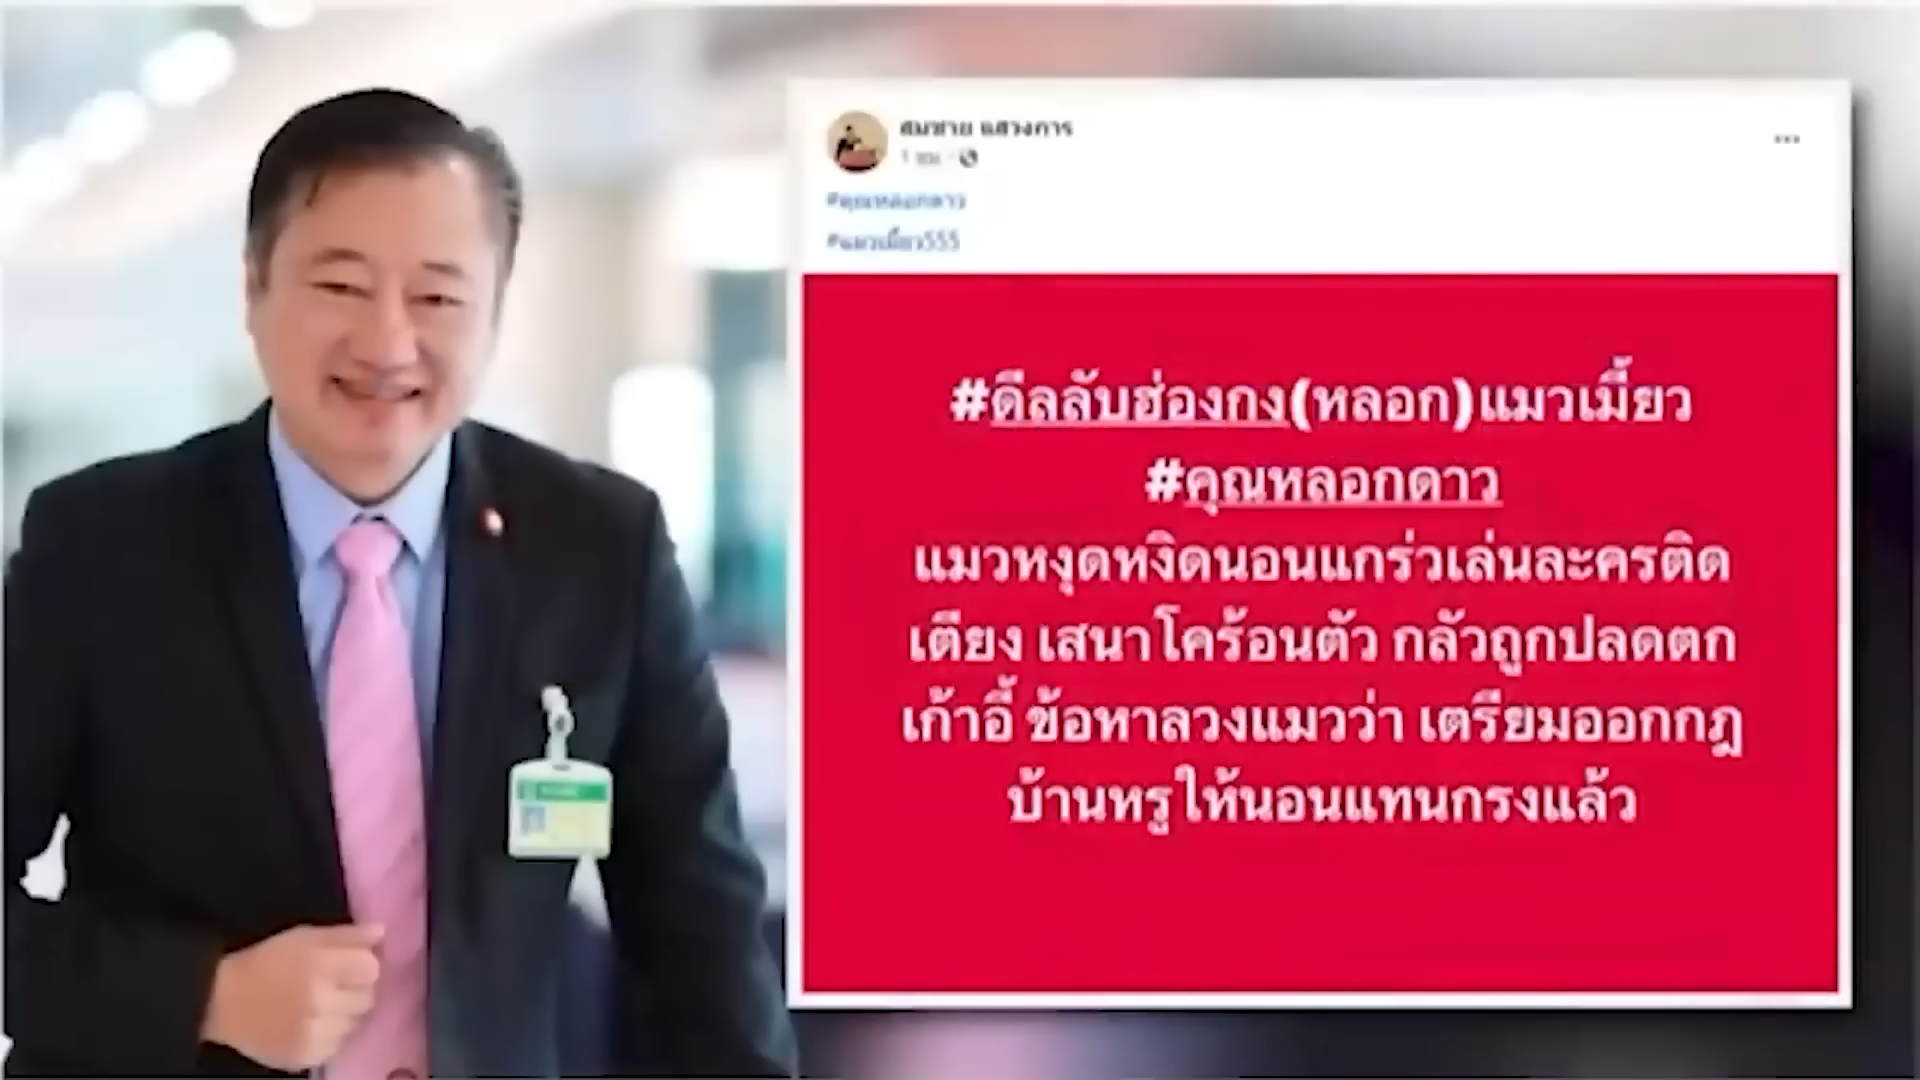 สมชาย แสวงการ
1 ชม.
#คุณหลอกดาว
#แมวเมี้ยว555
#ดีลลับฮ่องกง(หลอก)แมวเมี้ยว
#คุณหลอกดาว
แมวหงุดหงิดนอนแกร่วเล่นละครติด
เตียง เสนาโคร้อนตัว กลัวถูกปลดตก
เก้าอี้ ข้อหาลวงแมวว่า เตรียมออกกฎ
บ้านหรูให้นอนแทนกรงแล้ว